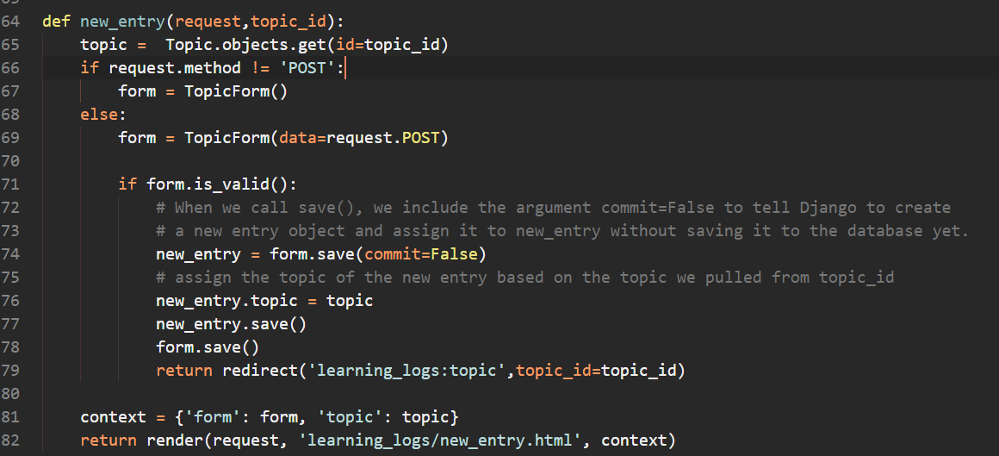 64 def new_entry(request,topic_id):
65     topic =  Topic.objects.get(id=topic_id)
66     if request.method != 'POST':
67         form = TopicForm()
68     else:
69         form = TopicForm(data=request.POST)
70
71         if form.is_valid():
72             # When we call save(), we include the argument commit=False to tell Django to create
73             # a new entry object and assign it to new_entry without saving it to the database yet.
74             new_entry = form.save(commit=False)
75             # assign the topic of the new entry based on the topic we pulled from topic_id
76             new_entry.topic = topic
77             new_entry.save()
78             form.save()
79             return redirect('learning_logs:topic',topic_id=topic_id)
80
81     context = {'form': form, 'topic': topic}
82     return render(request, 'learning_logs/new_entry.html', context)